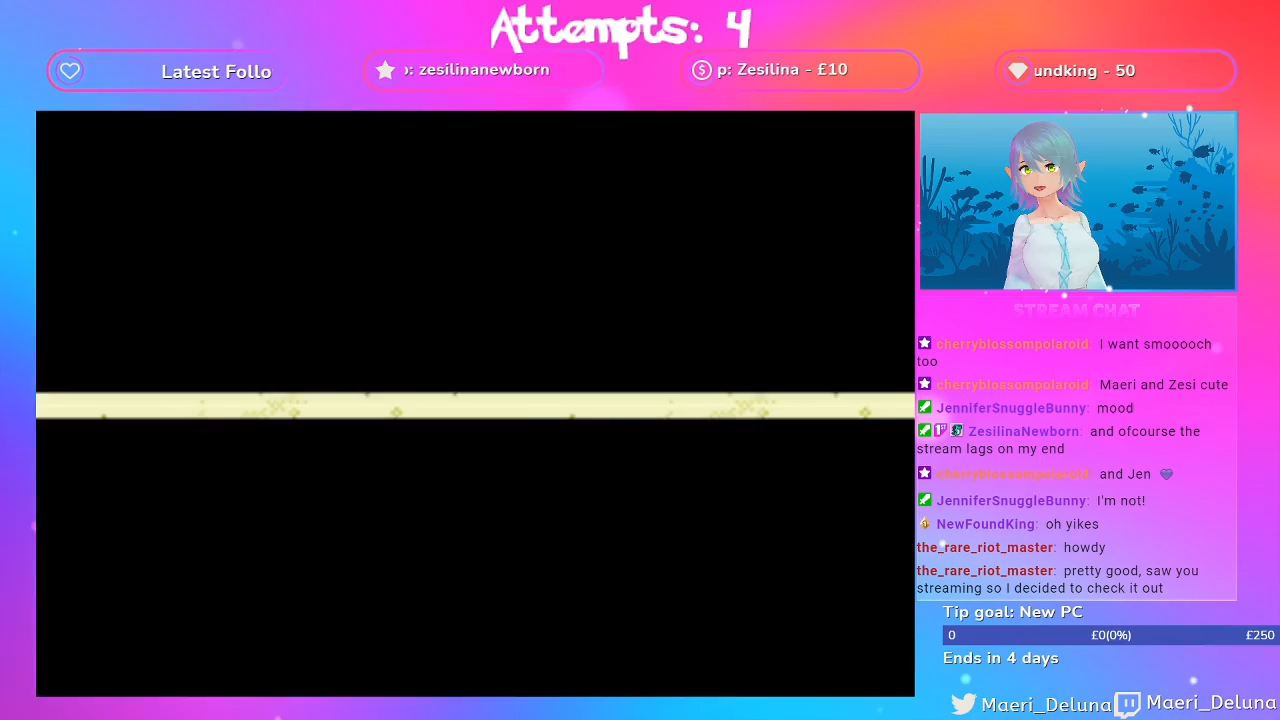 Attempts: 4
Latest Follo
p: zesilinanewborn
p: Zesilina - £10
undking - 50
STREAM CHAT
cherryblossompolaroid: I want smooooch
too
cherryblossompolaroid: Maeri and Zesi cute
JenniferSnuggleBunny: mood
ZesilinaNewborn: and ofcourse the
stream lags on my end
cherryblossompolaroid: and Jen
JenniferSnuggleBunny: I'm not!
NewFoundKing: oh yikes
the_rare_riot_master: howdy
the_rare_riot_master: pretty good, saw you
streaming so I decided to check it out
Tip goal: New PC
0 £0(0%) £250
Ends in 4 days
Maeri_Deluna Maeri_Deluna